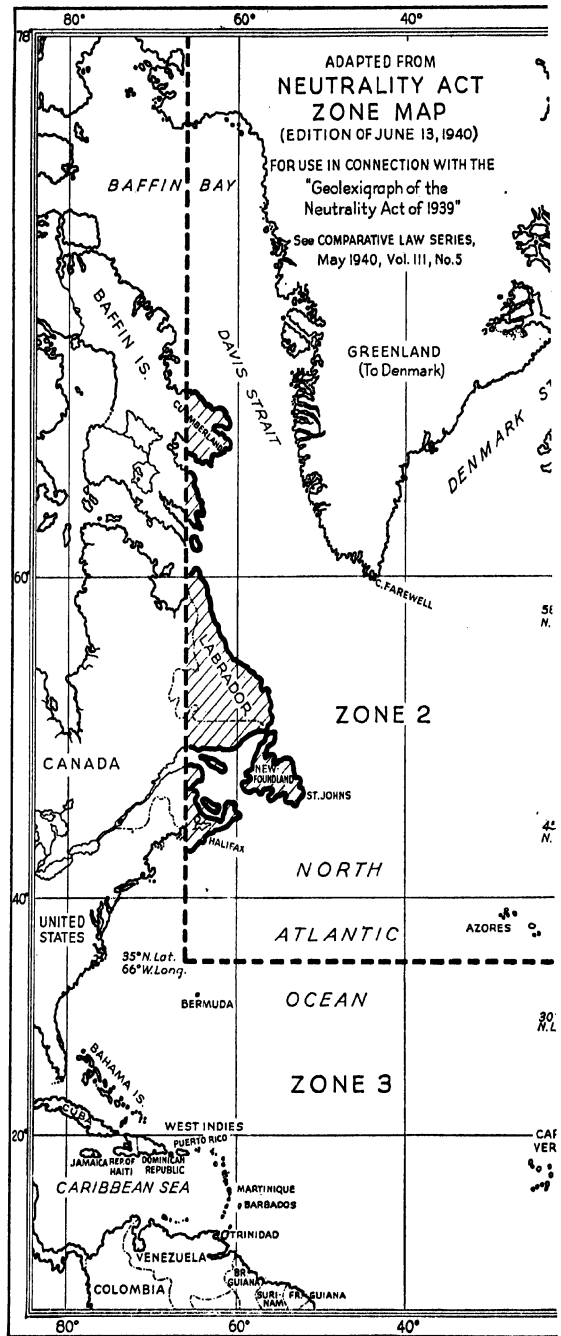 80°
60°
40°
78°
ADAPTED FROM
NEUTRALITY ACT
ZONE MAP
(EDITION OF JUNE 13, 1940)
FOR USE IN CONNECTION WITH THE
"Geolexigraph of the
Neutrality Act of 1939"
See COMPARATIVE LAW SERIES,
May 1940, Vol. III, No. 5
BAFFIN BAY
BAFFIN IS.
DAVIS STRAIT
GREENLAND
(To Denmark)
CUMBERLAND
DENMARK
ST
60°
C. FAREWELL
58
N.
LABRADOR
ZONE 2
CANADA
NEW-
FOUNDLAND
ST. JOHNS
HALIFAX
N.
NORTH
40°
UNITED
STATES
ATLANTIC
AZORES
35° N. Lat.
66° W. Long.
OCEAN
BERMUDA
30°
N.L
BAHAMA IS.
ZONE 3
CUBA
WEST INDIES
20°
PUERTO RICO
CAP
VER
JAMAICA
REP. OF
HAITI
DOMINICAN
REPUBLIC
CARIBBEAN SEA
MARTINIQUE
BARBADOS
TRINIDAD
VENEZUELA
BR.
GUIANA
COLOMBIA
SURI-
NAM
FR. GUIANA
80°
60°
40°